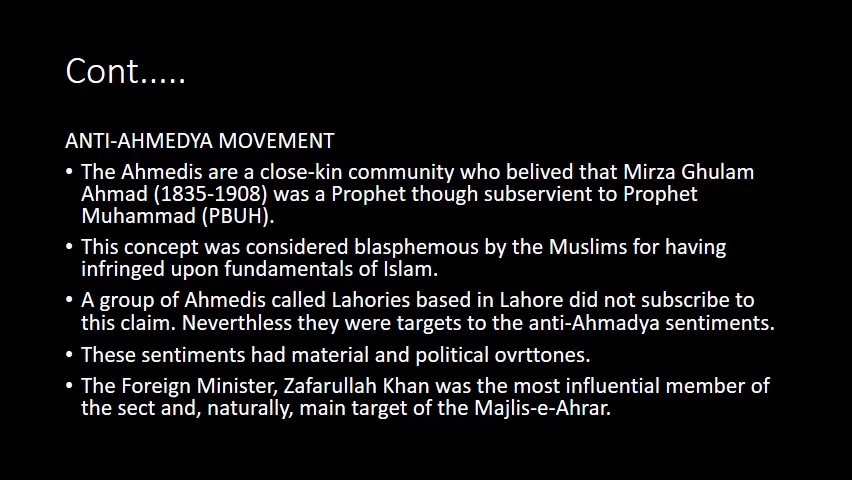 Cont.....
ANTI-AHMEDYA MOVEMENT
• The Ahmedis are a close-kin community who belived that Mirza Ghulam
Ahmad (1835-1908) was a Prophet though subservient to Prophet
Muhammad (PBUH).
• This concept was considered blasphemous by the Muslims for having
infringed upon fundamentals of Islam.
• A group of Ahmedis called Lahories based in Lahore did not subscribe to
this claim. Neverthless they were targets to the anti-Ahmadya sentiments.
• These sentiments had material and political ovrttones.
• The Foreign Minister, Zafarullah Khan was the most influential member of
the sect and, naturally, main target of the Majlis-e-Ahrar.